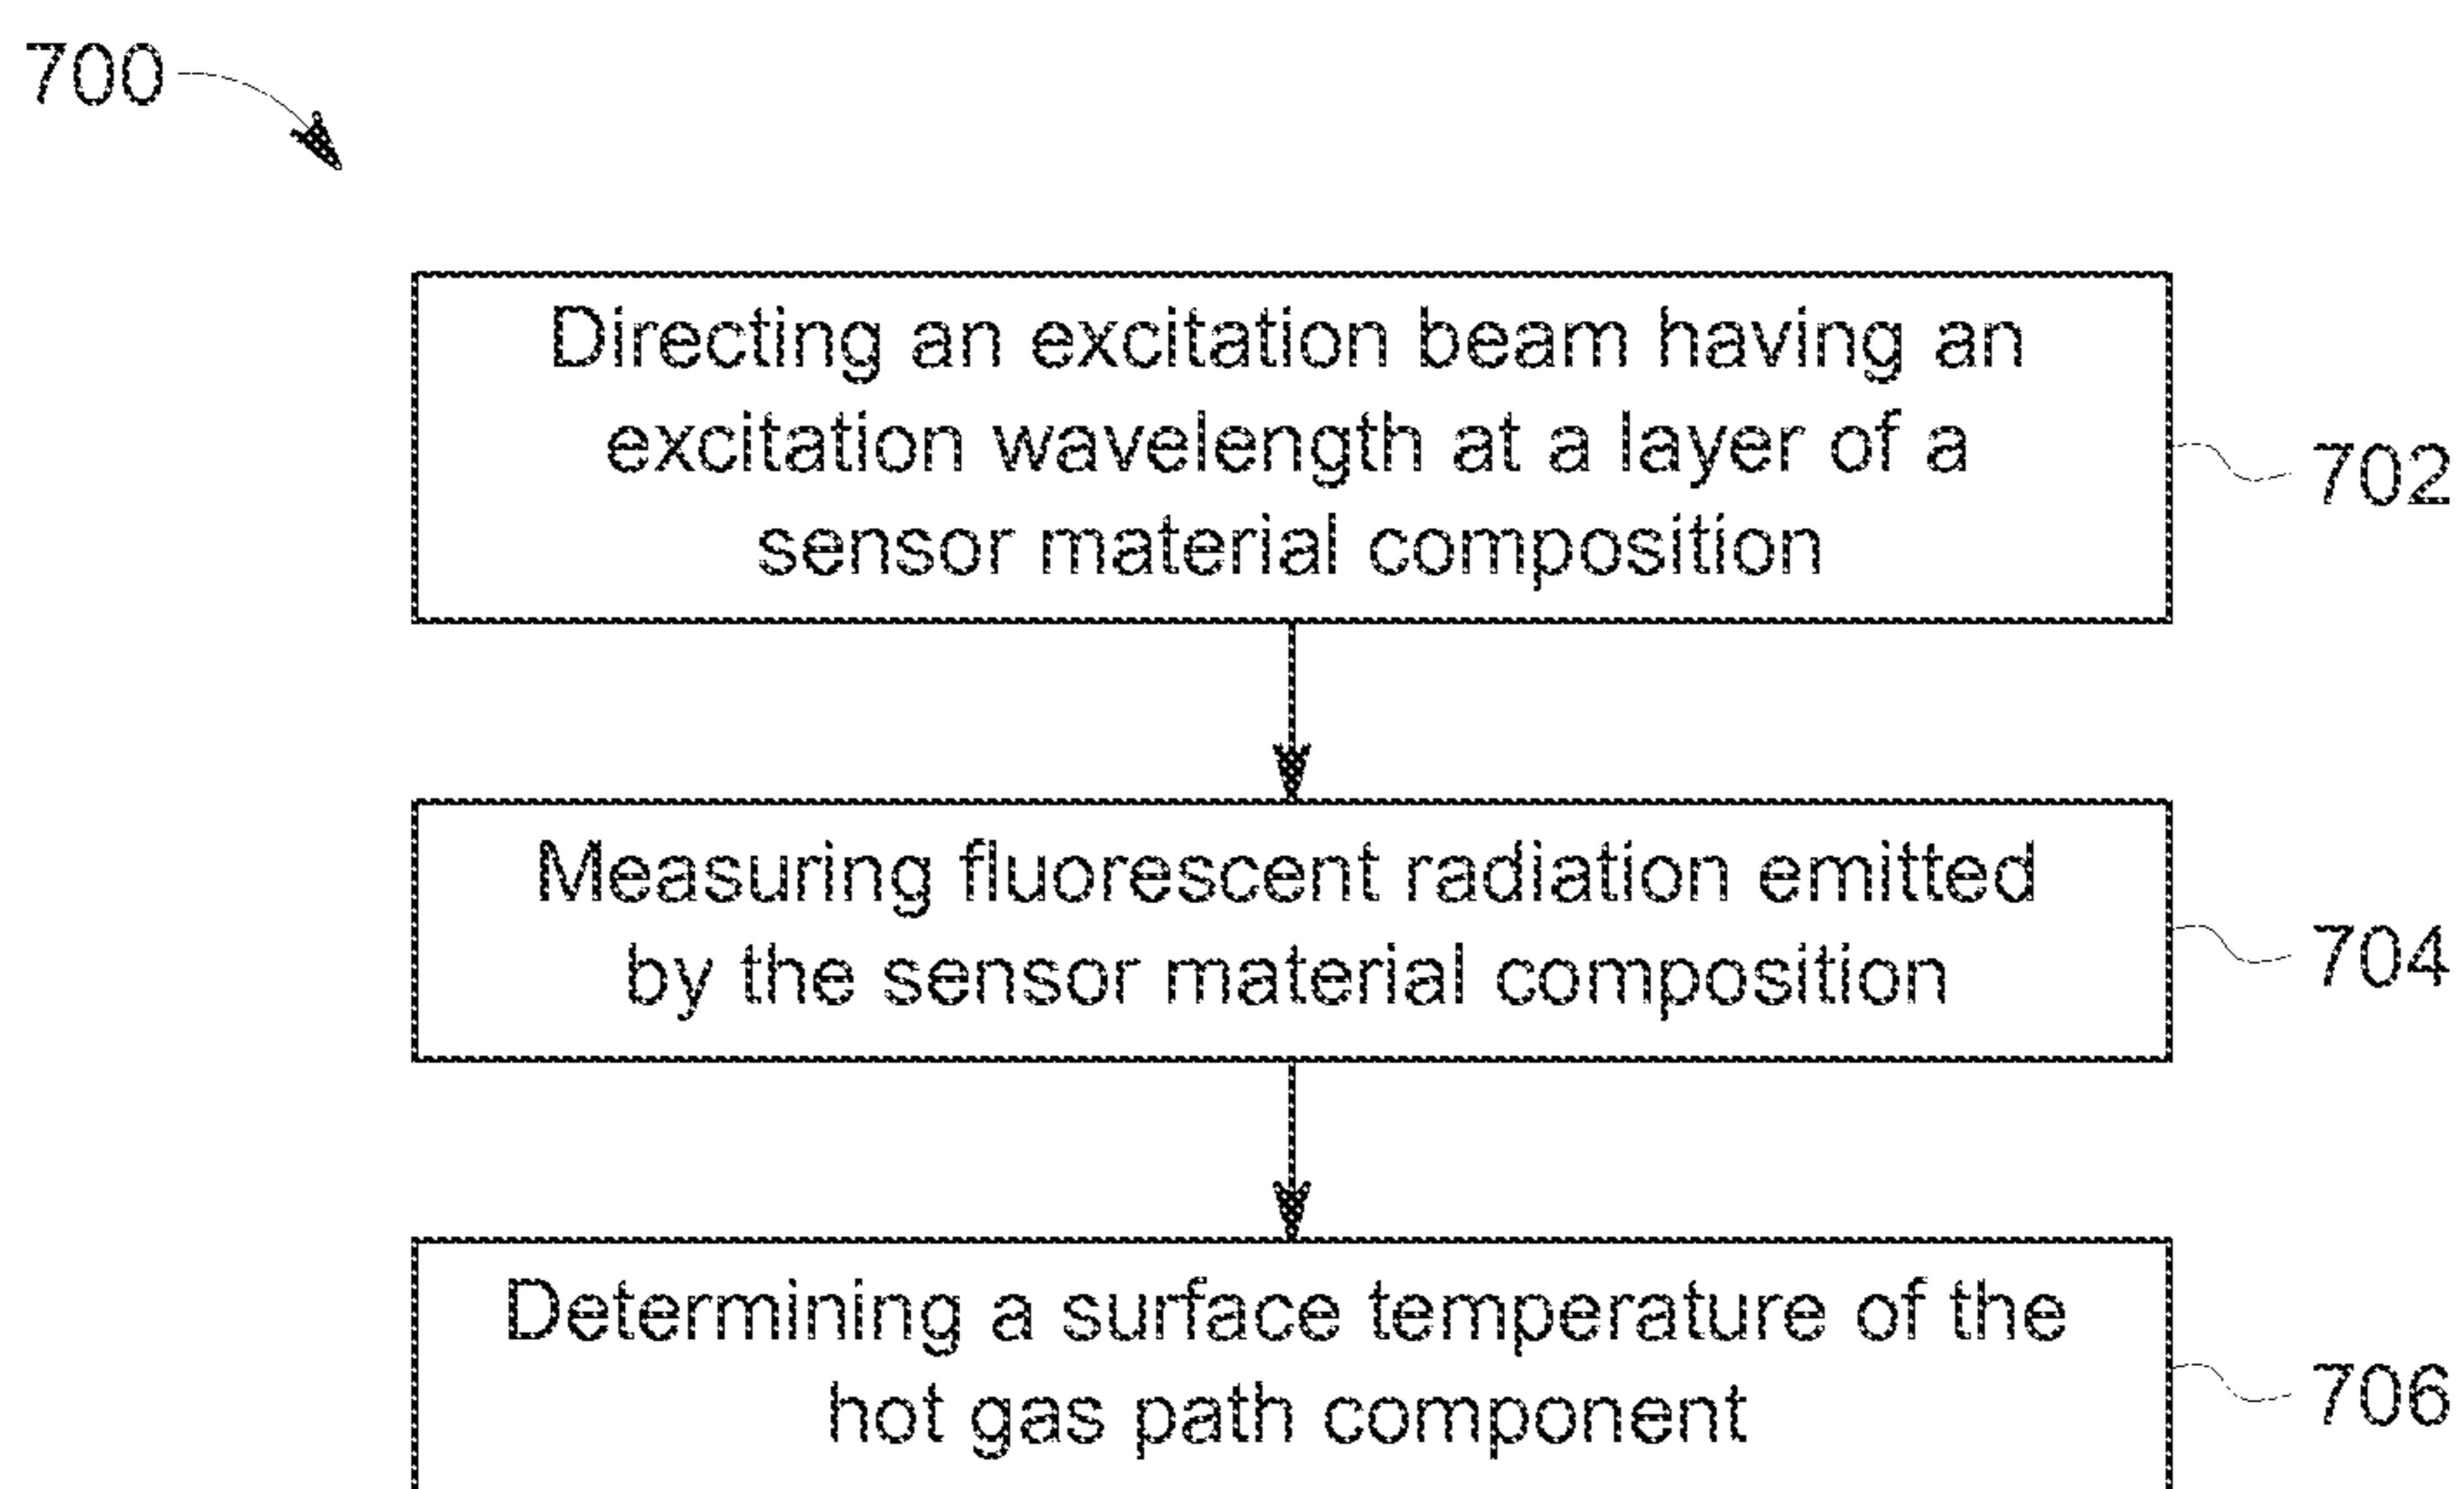 700
Directing an excitation beam having an
excitation wavelength at a layer of a
sensor material composition
702
Measuring fluorescent radiation emitted
by the sensor material composition
704
Determining a surface temperature of the
hot gas path component
706